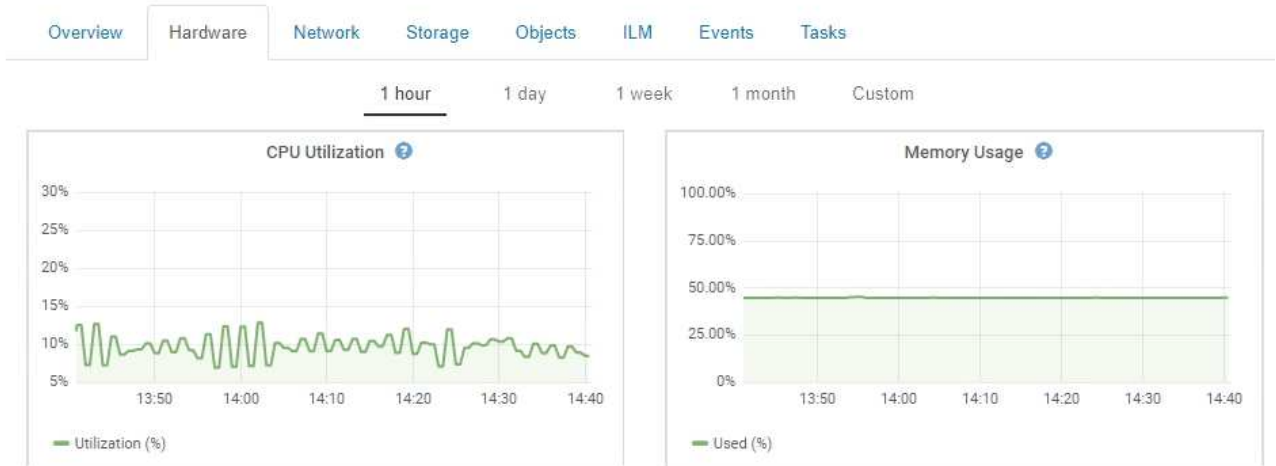 Overview Hardware Network Storage Objects ILM Events Tasks
1 hour 1 day 1 week 1 month Custom
CPU Utilization ?
30%
25%
20%
15%
10%
5%
13:50 14:00 14:10 14:20 14:30 14:40
Utilization (%)
Memory Usage ?
100.00%
75.00%
50.00%
25.00%
0%
13:50 14:00 14:10 14:20 14:30 14:40
Used (%)